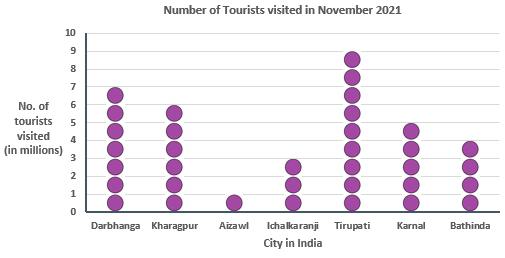 Number of Tourists visited in November 2021
10
9
8
7
6
5
4
3
2
1
0
No. of
tourists
visited
(in millions)
Darbhanga Kharagpur Aizawl Ichalkaranji Tirupati Karnal Bathinda
City in India